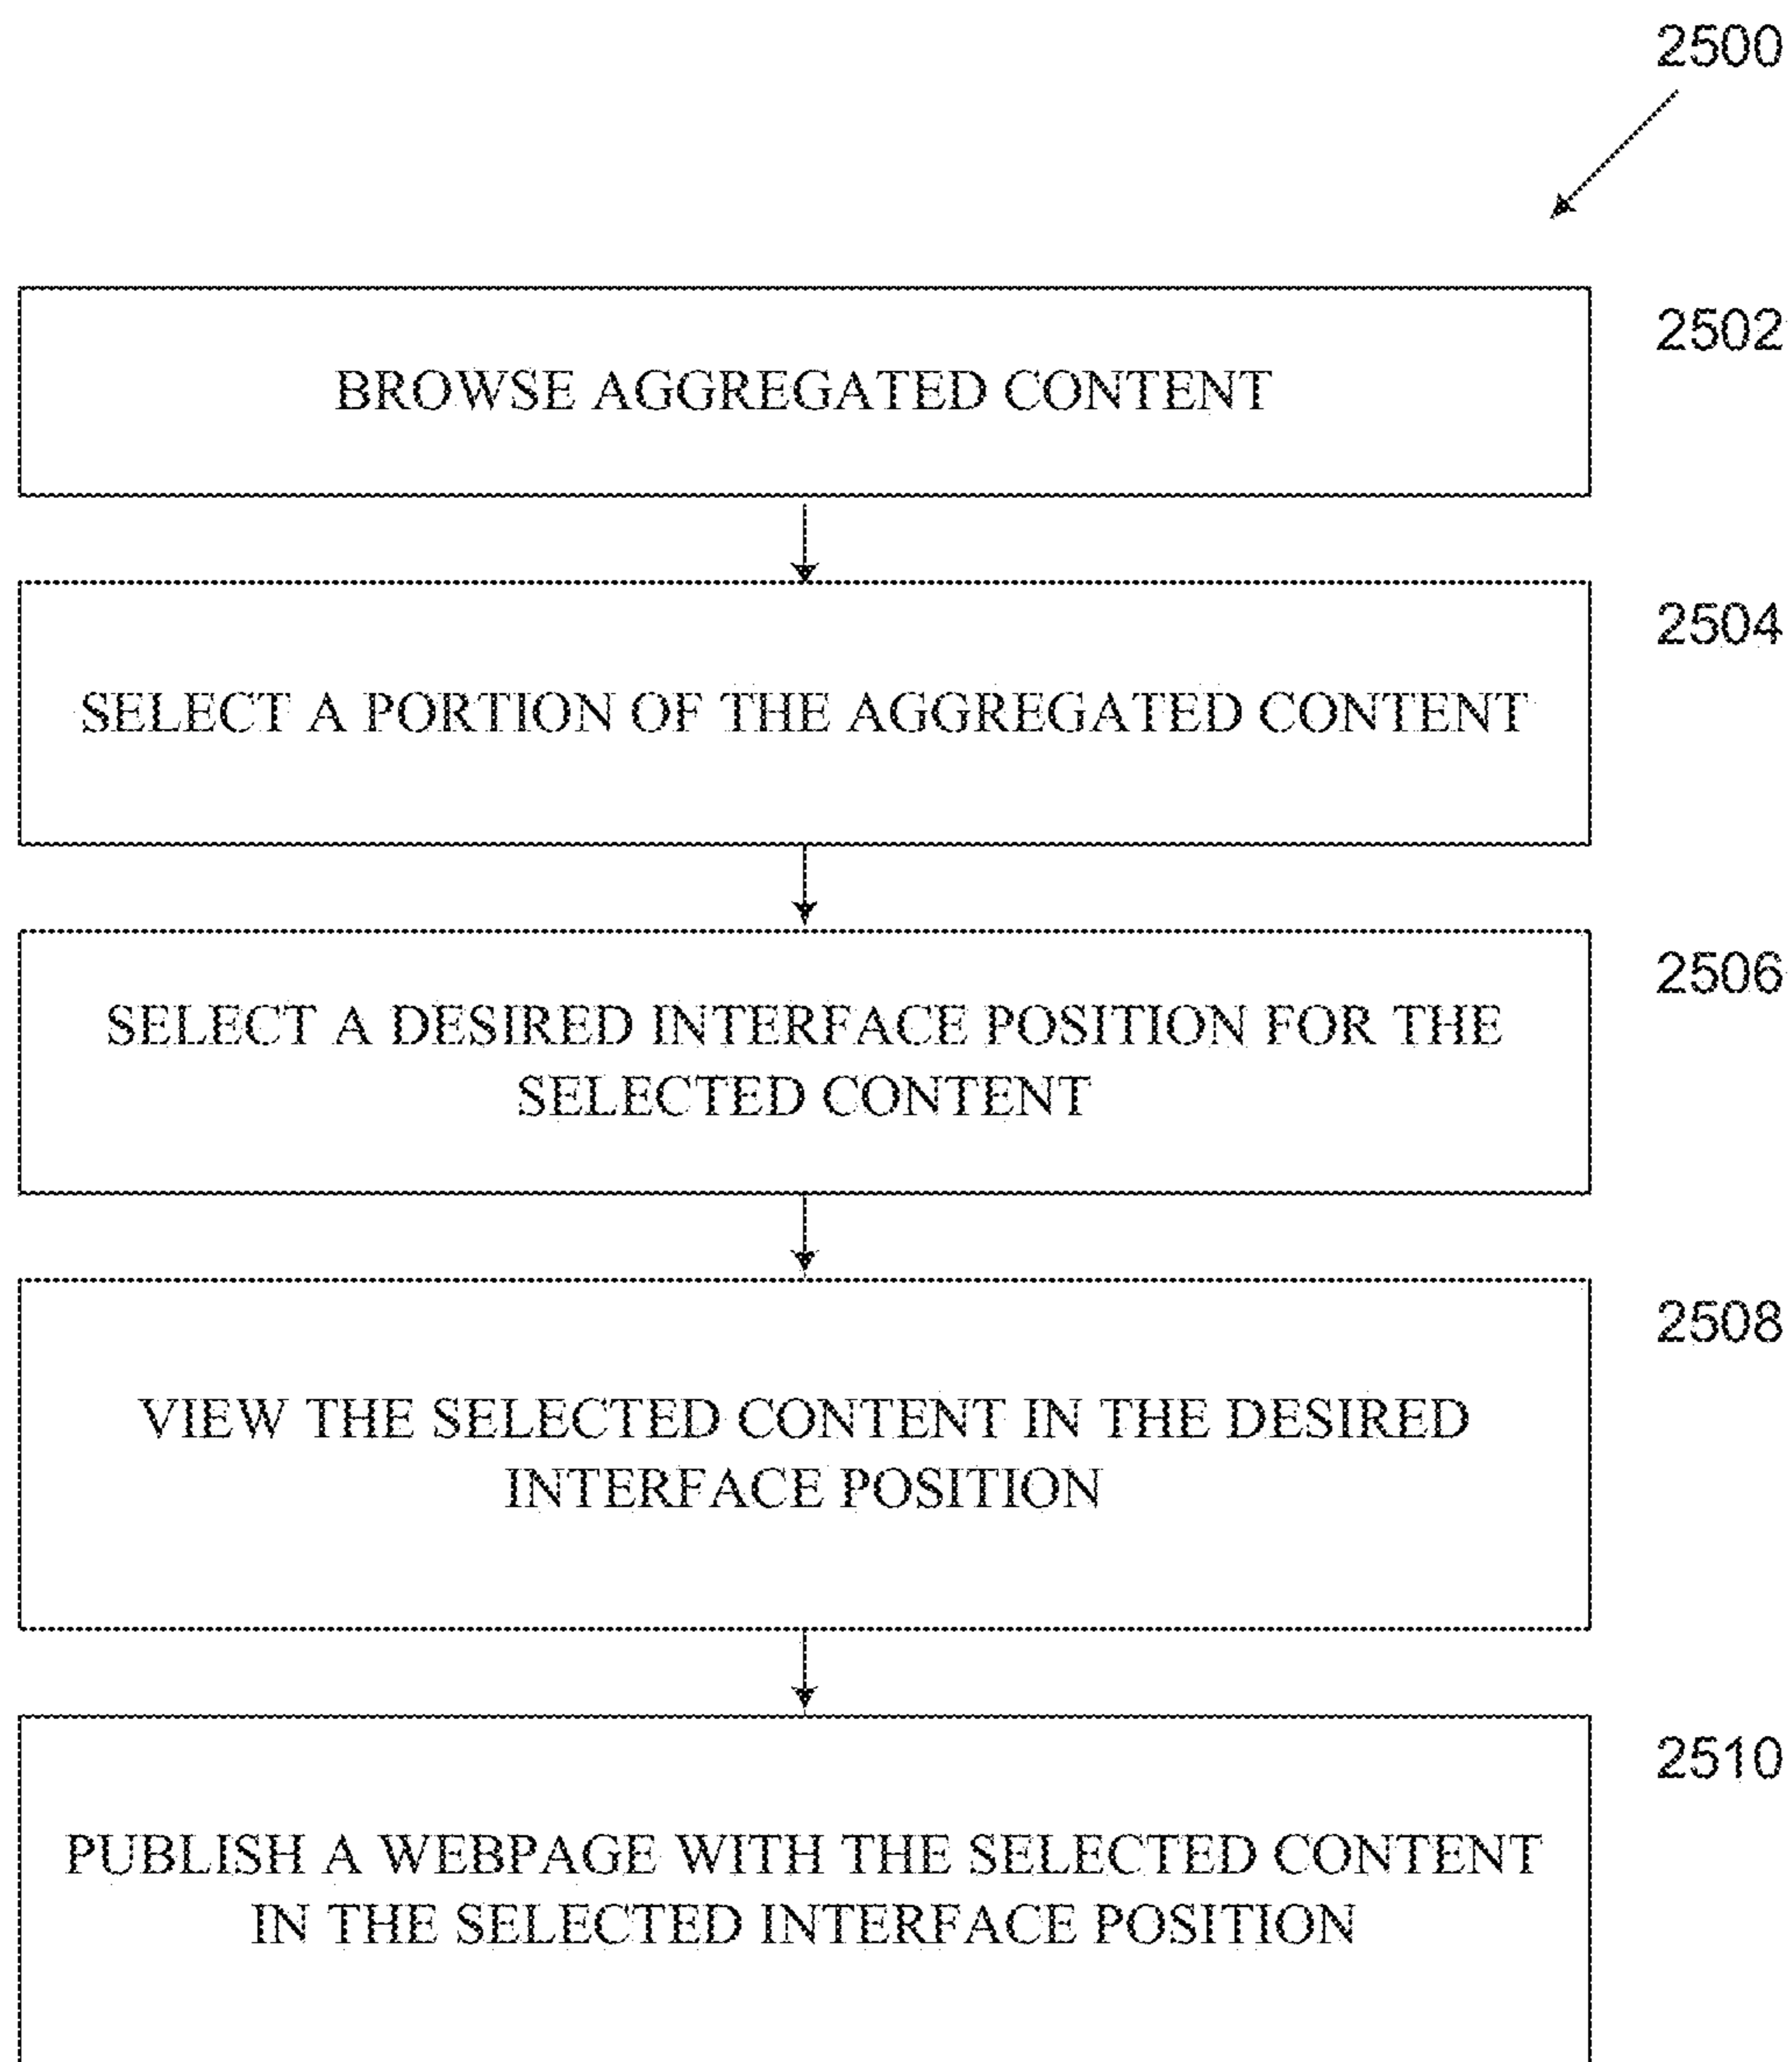 2500
2502
BROWSE AGGREGATED CONTENT
2504
SELECT A PORTION OF THE AGGREGATED CONTENT
2506
SELECT A DESIRED INTERFACE POSITION FOR THE
SELECTED CONTENT
2508
VIEW THE SELECTED CONTENT IN THE DESIRED
INTERFACE POSITION
2510
PUBLISH A WEBPAGE WITH THE SELECTED CONTENT
IN THE SELECTED INTERFACE POSITION